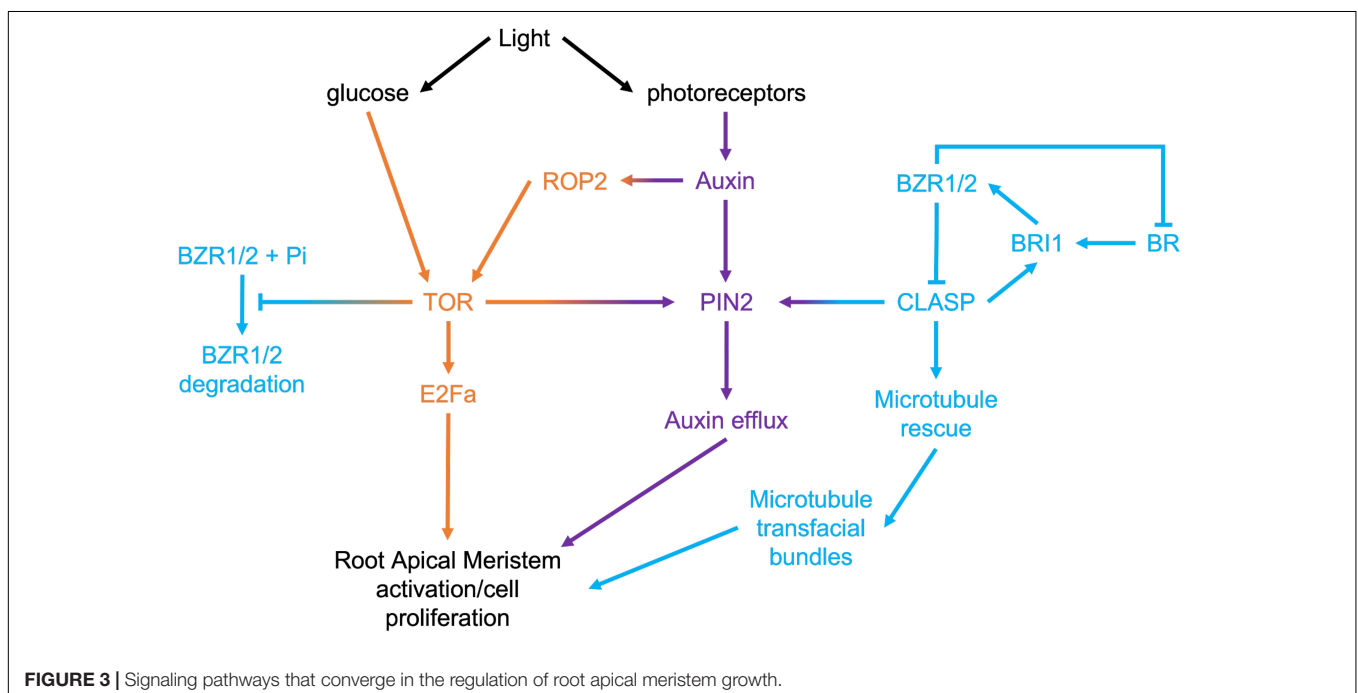 Light
glucose
photoreceptors
ROP2
Auxin
BZR1/2
BRI1
BR
BZR1/2 + Pi
TOR
PIN2
CLASP
BZR1/2
degradation
E2Fa
Auxin efflux
Microtubule
rescue
Microtubule
transfacial
bundles
Root Apical Meristem
activation/cell
proliferation
FIGURE 3 | Signaling pathways that converge in the regulation of root apical meristem growth.